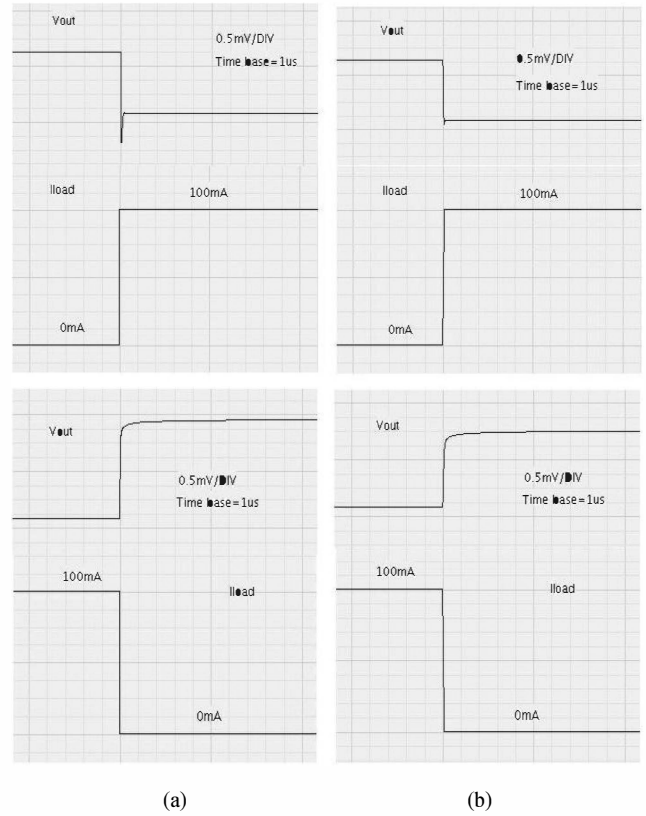 Vout
0.5mV/DIV
Time base=1us
Iload
100mA
0mA
Vout
0.5mV/DIV
Time base=1us
Iload
100mA
0mA
Vout
0.5mV/DIV
Time base=1us
100mA
Iload
0mA
Vout
0.5mV/DIV
Time base=1us
100mA
Iload
0mA
(a)
(b)